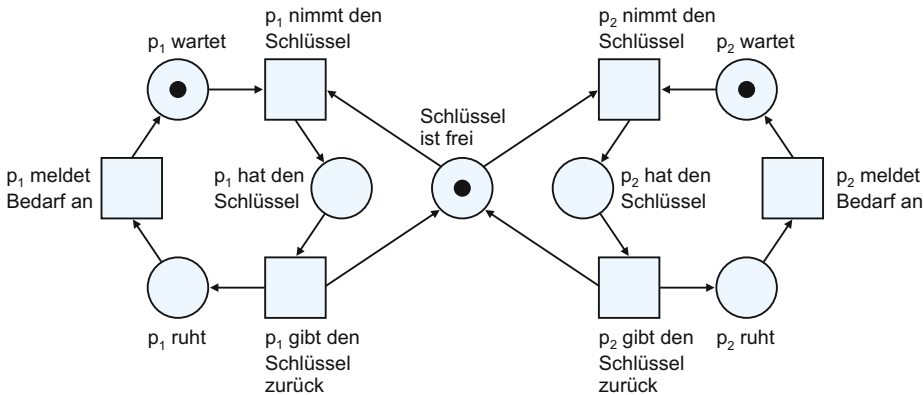 p₁ nimmt den
Schlüssel
p₂ nimmt den
Schlüssel
p₁ wartet
p₂ wartet
Schlüssel
ist frei
p₁ meldet
Bedarf an
p₁ hat den
Schlüssel
p₂ hat den
Schlüssel
p₂ meldet
Bedarf an
p₁ ruht
p₁ gibt den
Schlüssel
zurück
p₂ gibt den
Schlüssel
zurück
p₂ ruht